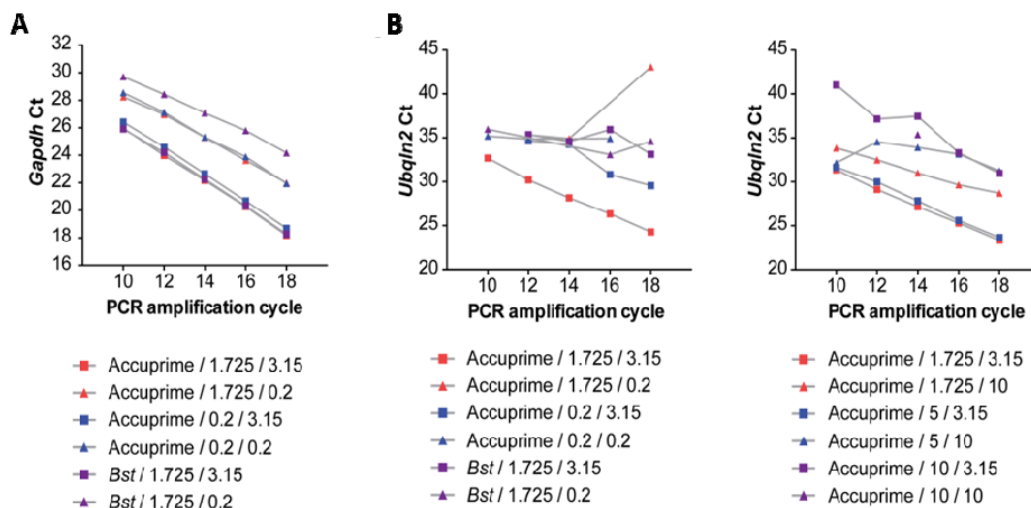 A
B
32
30
28
26
24
22
20
18
16
Gapdh Ct
10 12 14 16 18
PCR amplification cycle
Accuprime / 1.725 / 3.15
Accuprime / 1.725 / 0.2
Accuprime / 0.2 / 3.15
Accuprime / 0.2 / 0.2
Bst / 1.725 / 3.15
Bst / 1.725 / 0.2
45
40
35
30
25
20
Ubqln2 Ct
10 12 14 16 18
PCR amplification cycle
Accuprime / 1.725 / 3.15
Accuprime / 1.725 / 0.2
Accuprime / 0.2 / 3.15
Accuprime / 0.2 / 0.2
Bst / 1.725 / 3.15
Bst / 1.725 / 0.2
45
40
35
30
25
20
Ubqln2 Ct
10 12 14 16 18
PCR amplification cycle
Accuprime / 1.725 / 3.15
Accuprime / 1.725 / 10
Accuprime / 5 / 3.15
Accuprime / 5 / 10
Accuprime / 10 / 3.15
Accuprime / 10 / 10